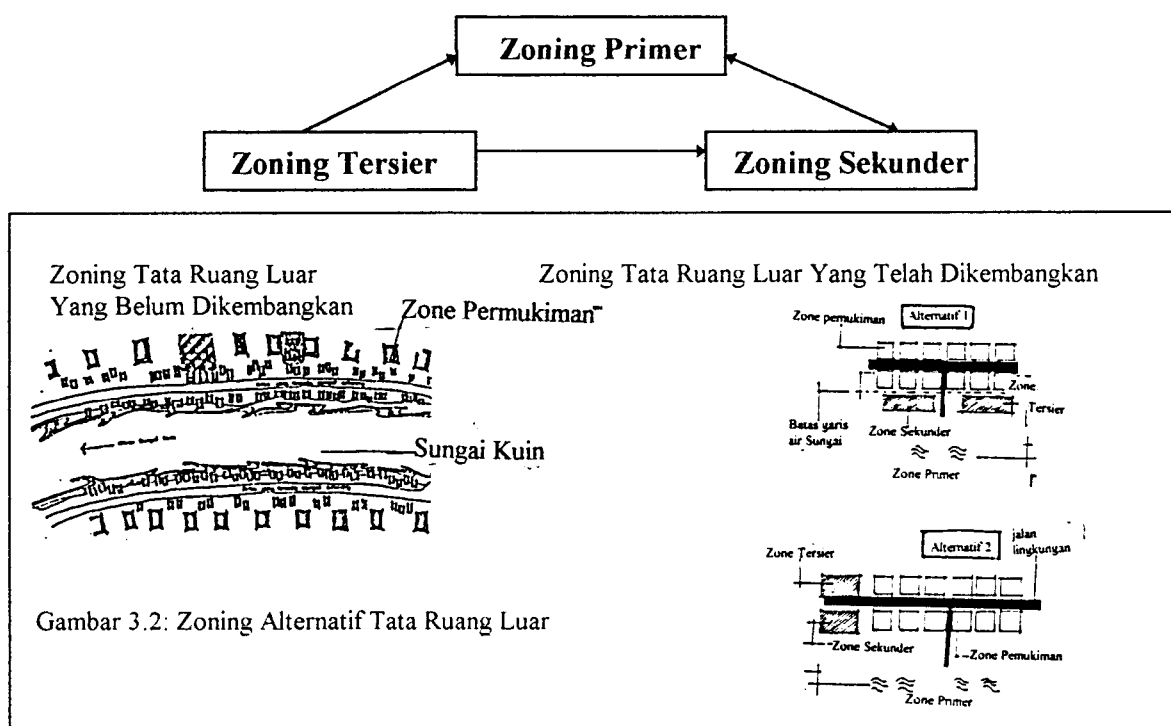 Zoning Primer
Zoning Tersier
Zoning Sekunder
Zoning Tata Ruang Luar
Yang Belum Dikembangkan
Zone Permukiman
Sungai Kuin
Gambar 3.2: Zoning Alternatif Tata Ruang Luar
Zoning Tata Ruang Luar Yang Telah Dikembangkan
Alternatif 1
Zone pemukiman
Zone
Tersier
Batas garis
air Sungai
Zone Sekunder
Zone Primer
Alternatif 2
jalan
lingkungan
Zone Tersier
Zone Sekunder
Zone Pemukiman
Zone Primer